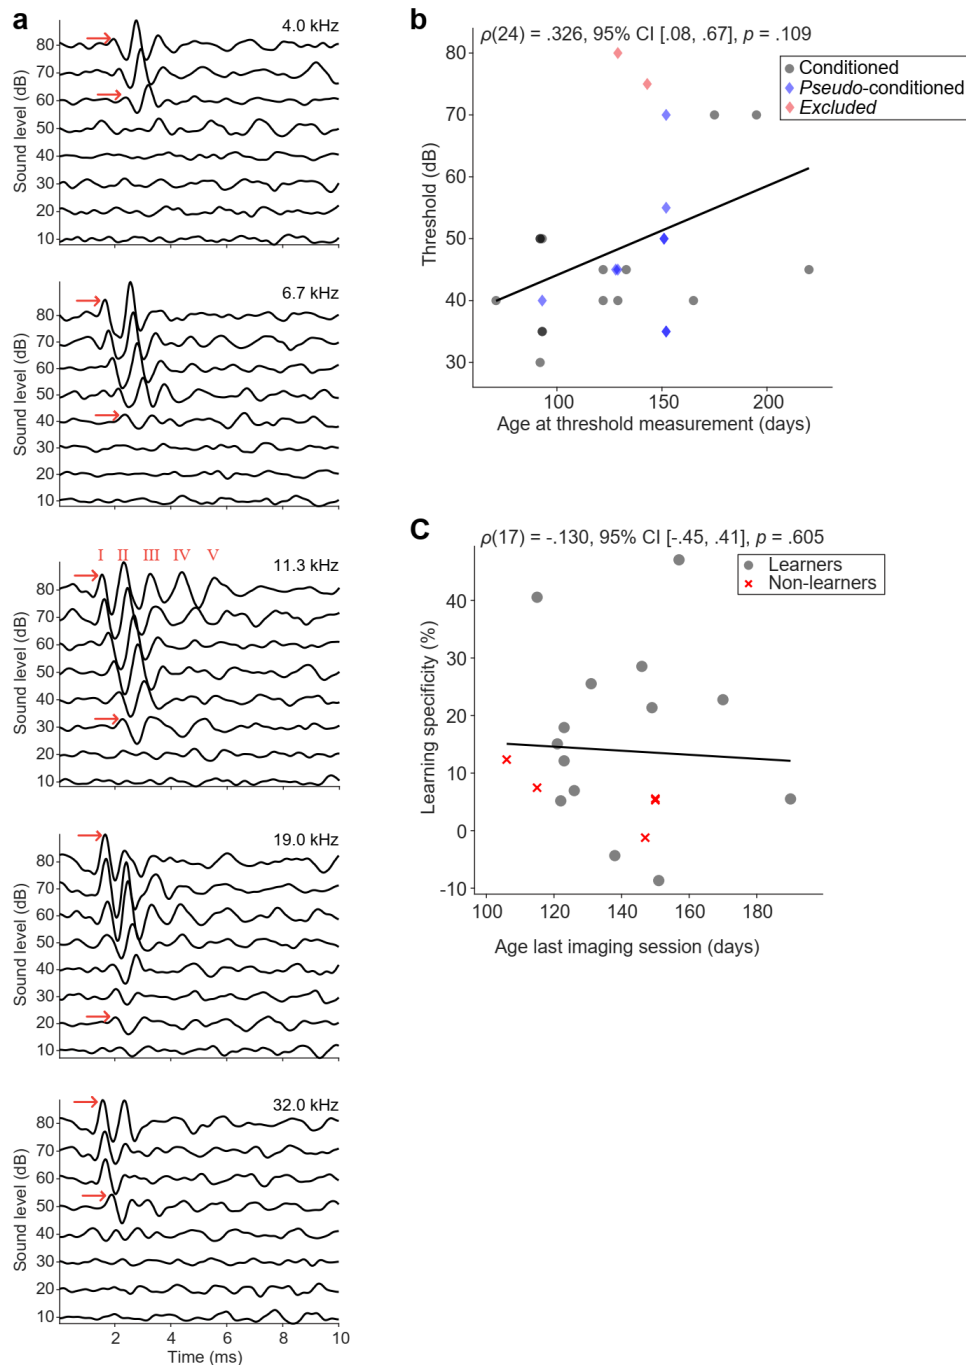 a
4.0 kHz
Sound level (dB)
80
70
60
50
40
30
20
10
6.7 kHz
Sound level (dB)
80
70
60
50
40
30
20
10
11.3 kHz
I II III IV V
Sound level (dB)
80
70
60
50
40
30
20
10
19.0 kHz
Sound level (dB)
80
70
60
50
40
30
20
10
32.0 kHz
Sound level (dB)
80
70
60
50
40
30
20
10
2 4 6 8 10
Time (ms)
b
ρ(24) = .326, 95% CI [.08, .67], p = .109
Conditioned
Pseudo-conditioned
Excluded
Threshold (dB)
80
70
60
50
40
30
100 150 200
Age at threshold measurement (days)
c
ρ(17) = -.130, 95% CI [-.45, .41], p = .605
Learners
Non-learners
Learning specificity (%)
40
30
20
10
0
-10
100 120 140 160 180
Age last imaging session (days)